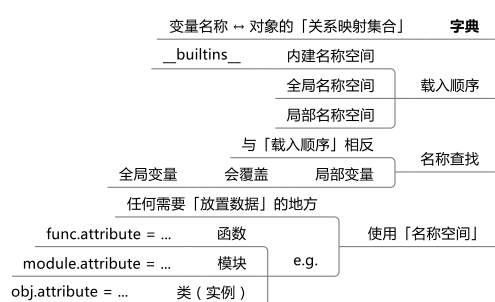 变量名称 ↔ 对象的「关系映射集合」 字典
__builtins__ 内建名称空间
全局名称空间 载入顺序
局部名称空间
与「载入顺序」相反
名称查找
全局变量 会覆盖 局部变量
任何需要「放置数据」的地方
func.attribute = ... 函数 使用「名称空间」
module.attribute = ... 模块 e.g.
obj.attribute = ... 类（实例）